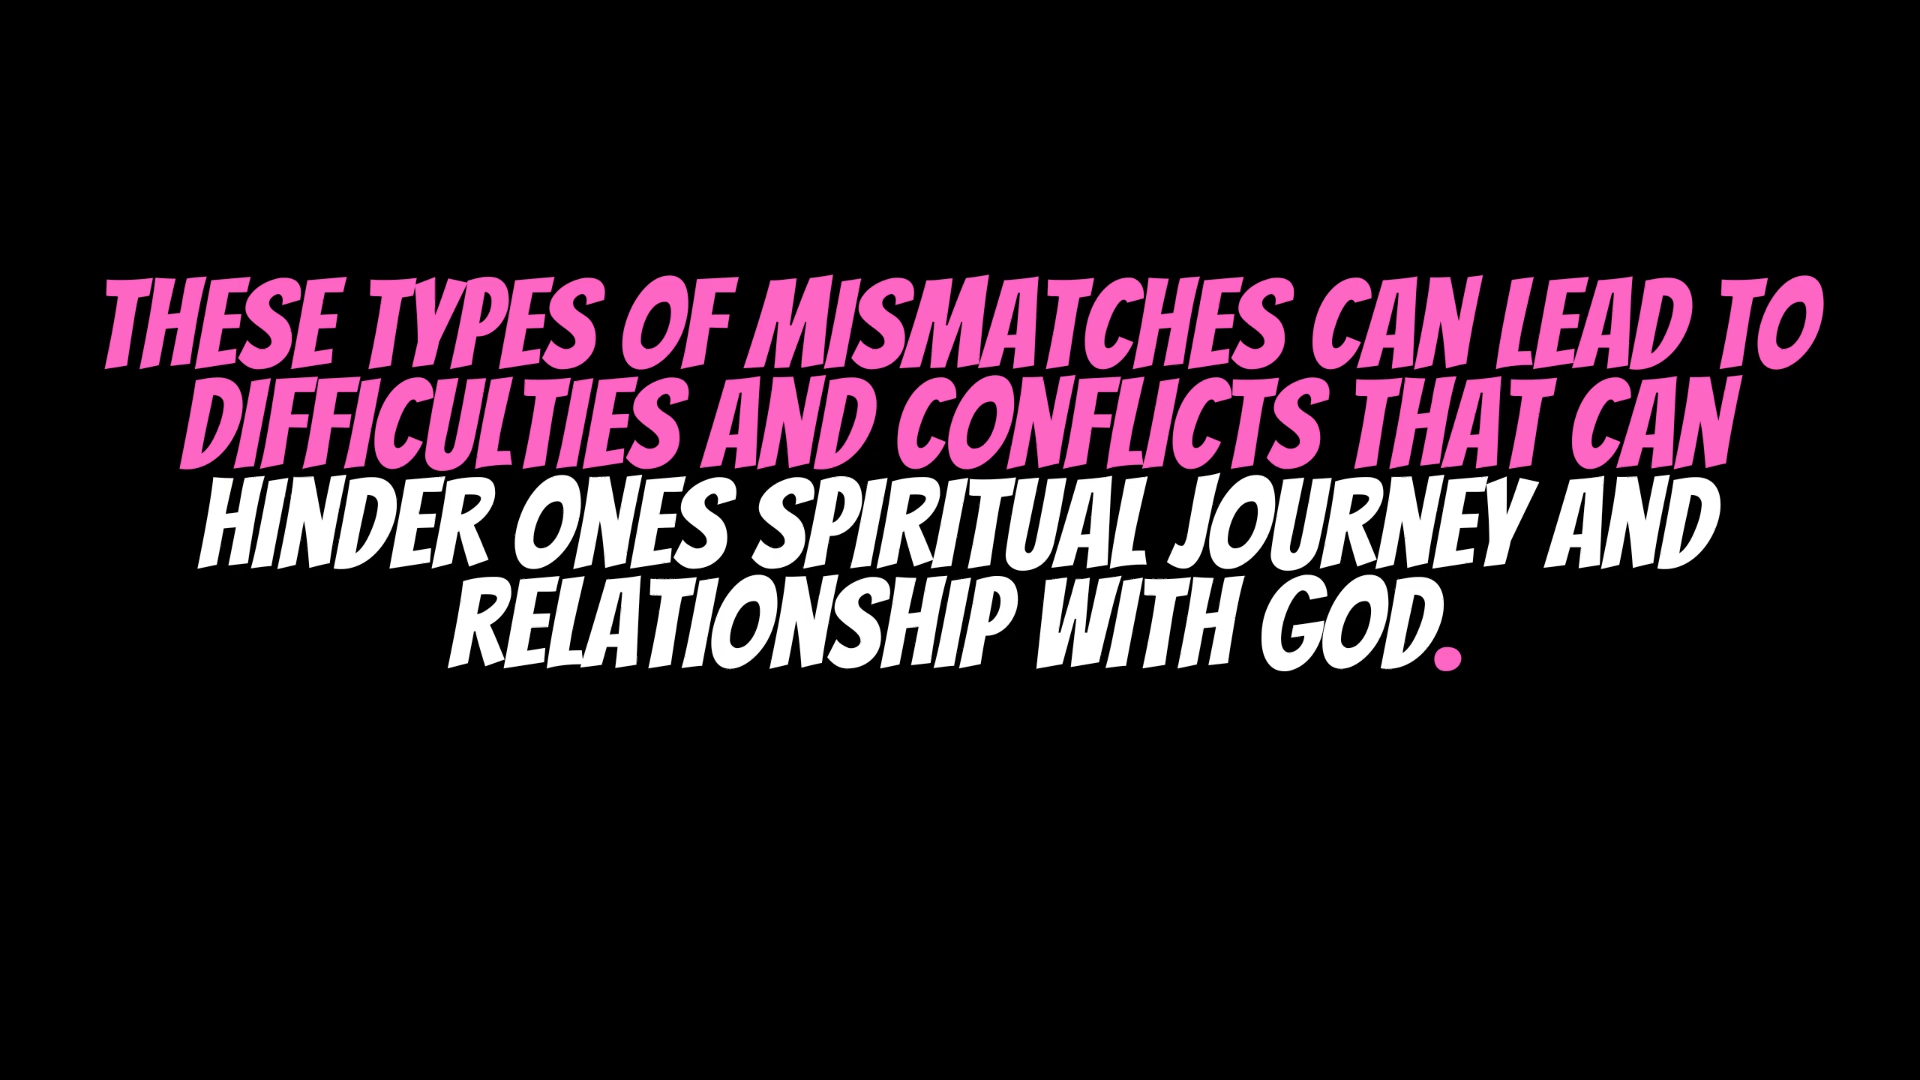 THESE TYPES OF MISMATCHES CAN LEAD TO
DIFFICULTIES AND CONFLICTS THAT CAN
HINDER ONES SPIRITUAL JOURNEY AND
RELATIONSHIP WITH GOD.